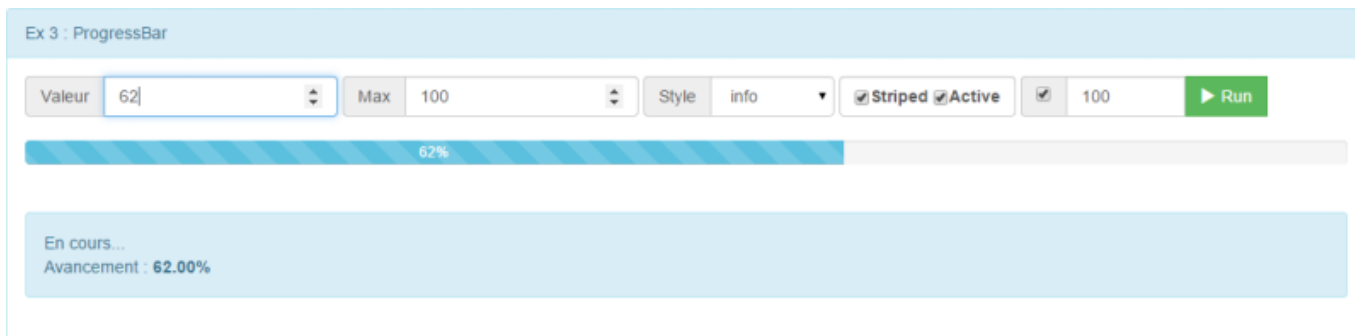 Ex 3 : ProgressBar
Valeur 62 Max 100 Style info Striped Active 100 Run
62%
En cours...
Avancement : 62.00%